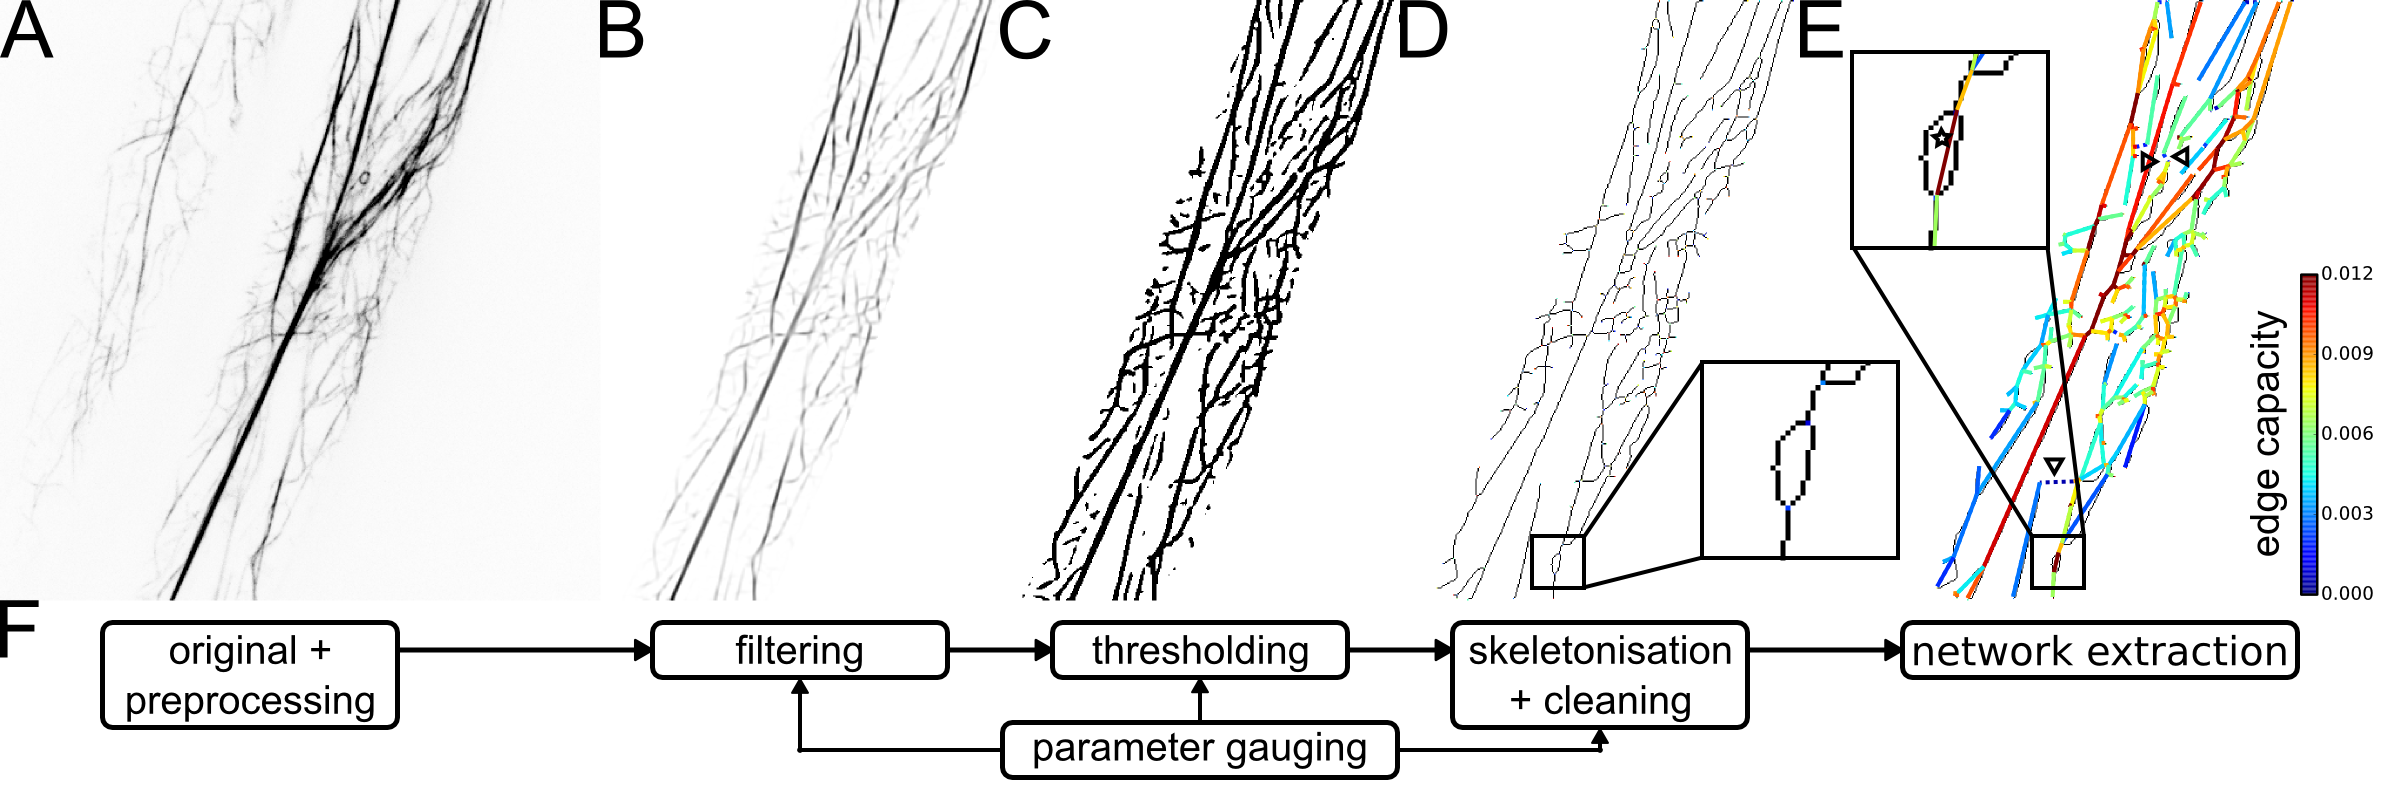 A
B
C
D
E
0.012
0.009
0.006
0.003
0.000
edge capacity
F
original +
preprocessing
filtering
thresholding
skeletonisation
+ cleaning
network extraction
parameter gauging